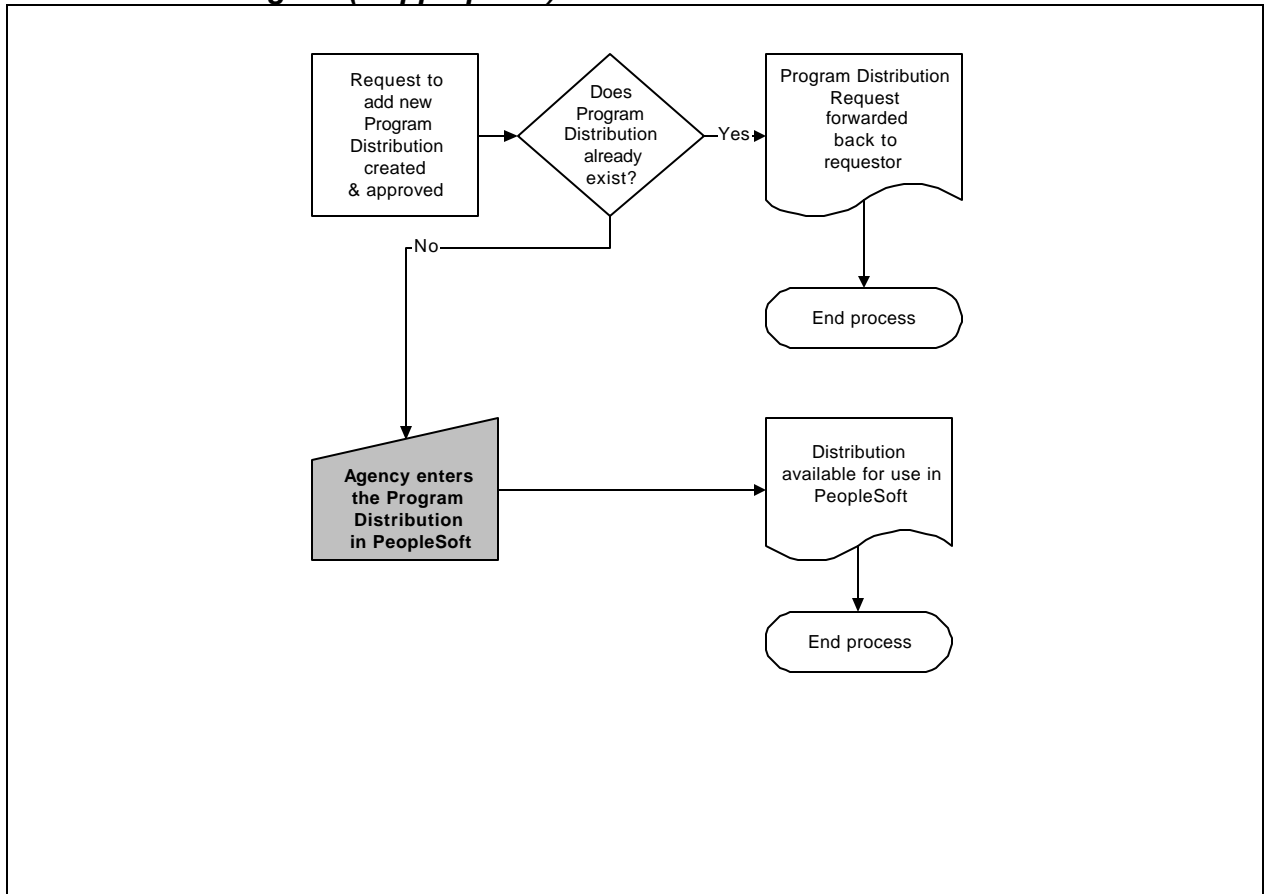 Request to
add new
Program
Distribution
created
& approved
Does
Program
Distribution
already
exist?
Yes
Program Distribution
Request
forwarded
back to
requestor
No
End process
Agency enters
the Program
Distribution
in PeopleSoft
Distribution
available for use in
PeopleSoft
End process